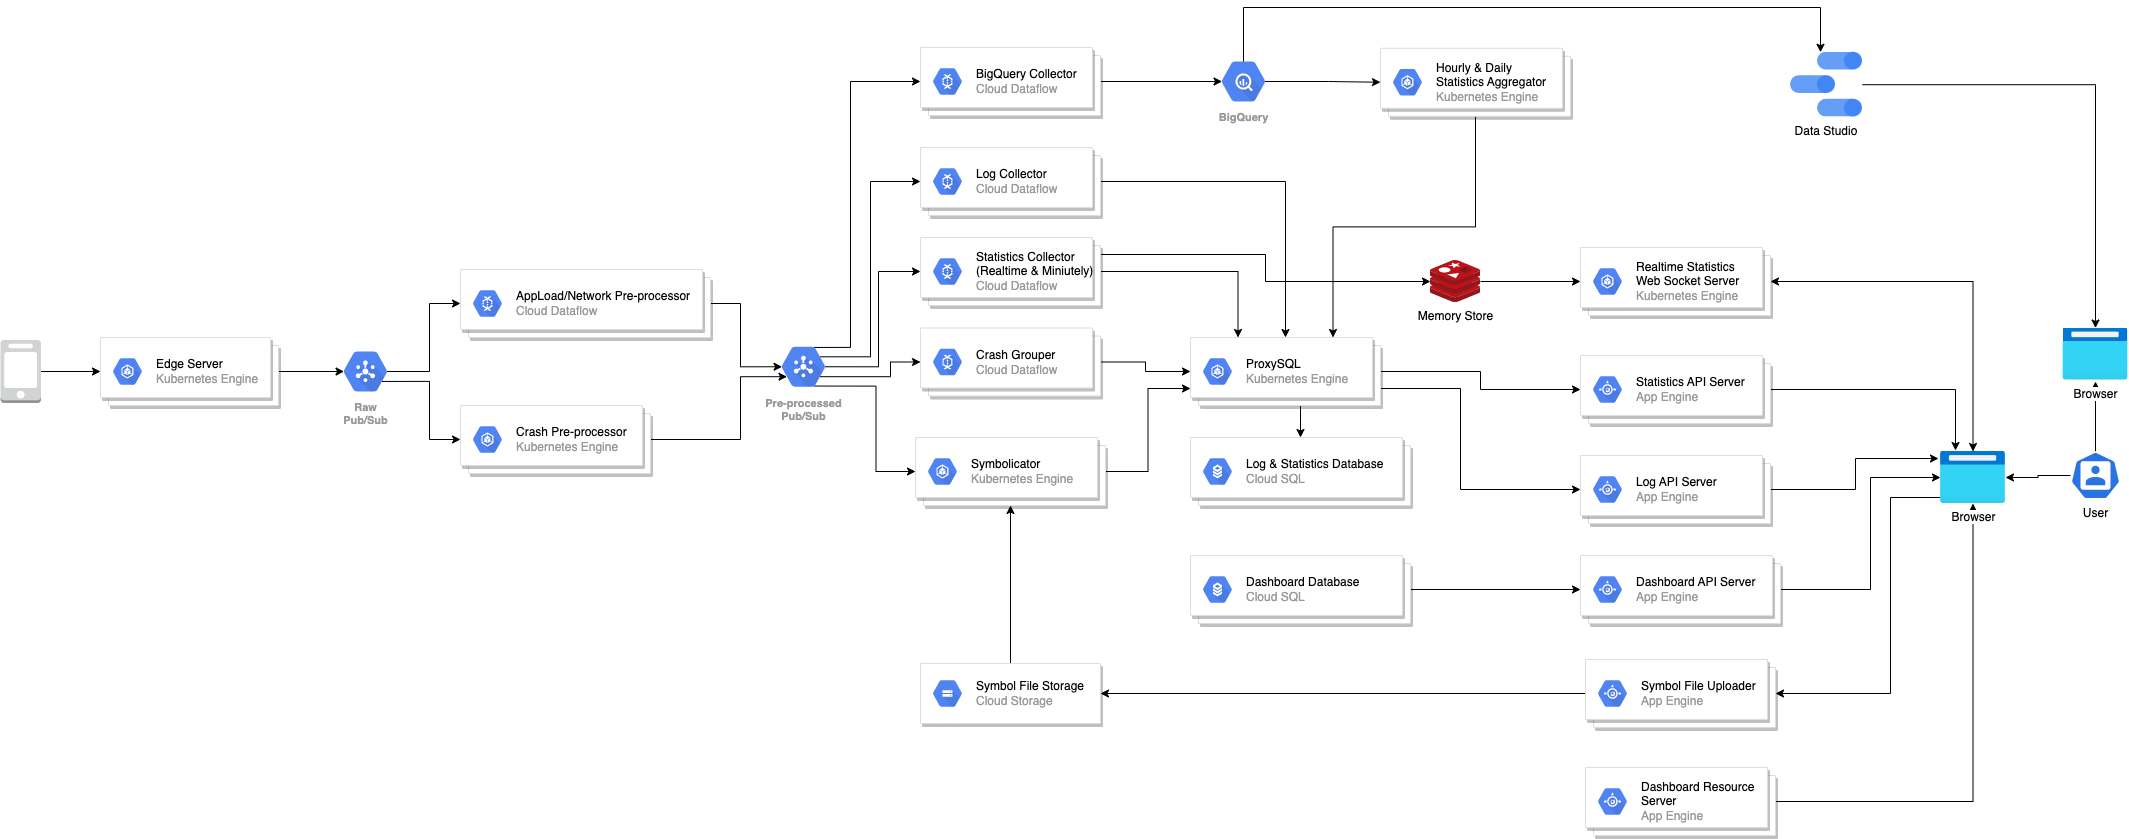 Edge Server
Kubernetes Engine
Raw
Pub/Sub
AppLoad/Network Pre-processor
Cloud Dataflow
Crash Pre-processor
Kubernetes Engine
Pre-processed
Pub/Sub
BigQuery Collector
Cloud Dataflow
Log Collector
Cloud Dataflow
Statistics Collector
(Realtime & Miniutely)
Cloud Dataflow
Crash Grouper
Cloud Dataflow
Symbolicator
Kubernetes Engine
Symbol File Storage
Cloud Storage
BigQuery
Hourly & Daily
Statistics Aggregator
Kubernetes Engine
Memory Store
ProxySQL
Kubernetes Engine
Log & Statistics Database
Cloud SQL
Dashboard Database
Cloud SQL
Data Studio
Realtime Statistics
Web Socket Server
Kubernetes Engine
Statistics API Server
App Engine
Log API Server
App Engine
Dashboard API Server
App Engine
Symbol File Uploader
App Engine
Dashboard Resource
Server
App Engine
Browser
Browser
User